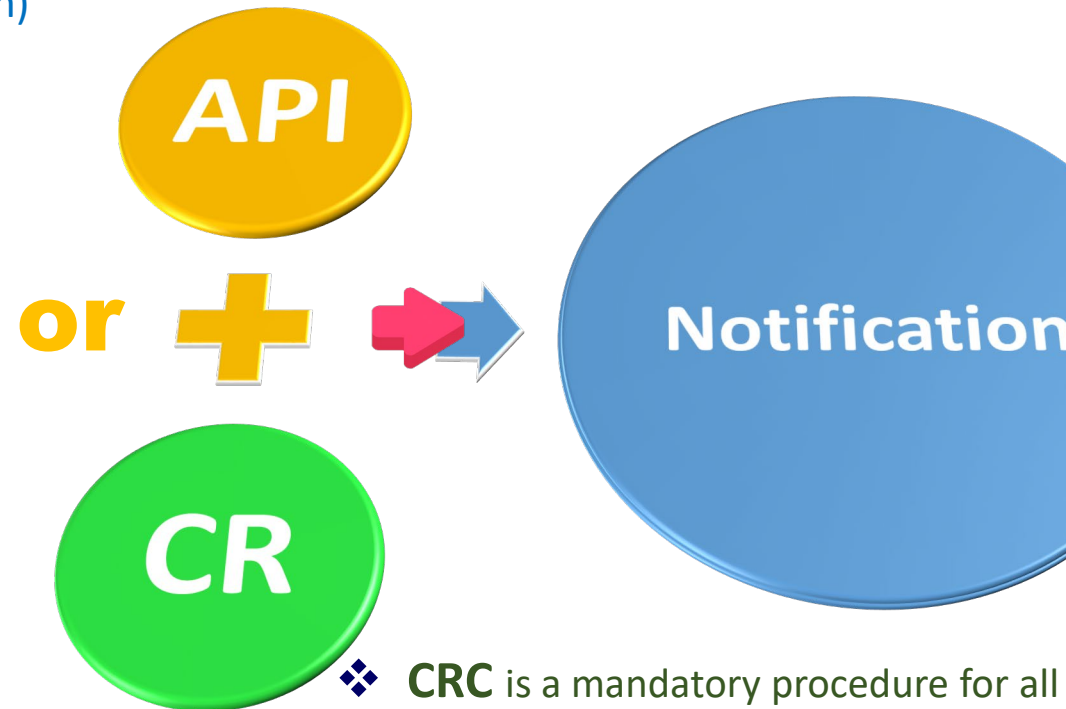 n)
API
or
Notification
CR
❖ CRC is a mandatory procedure for all